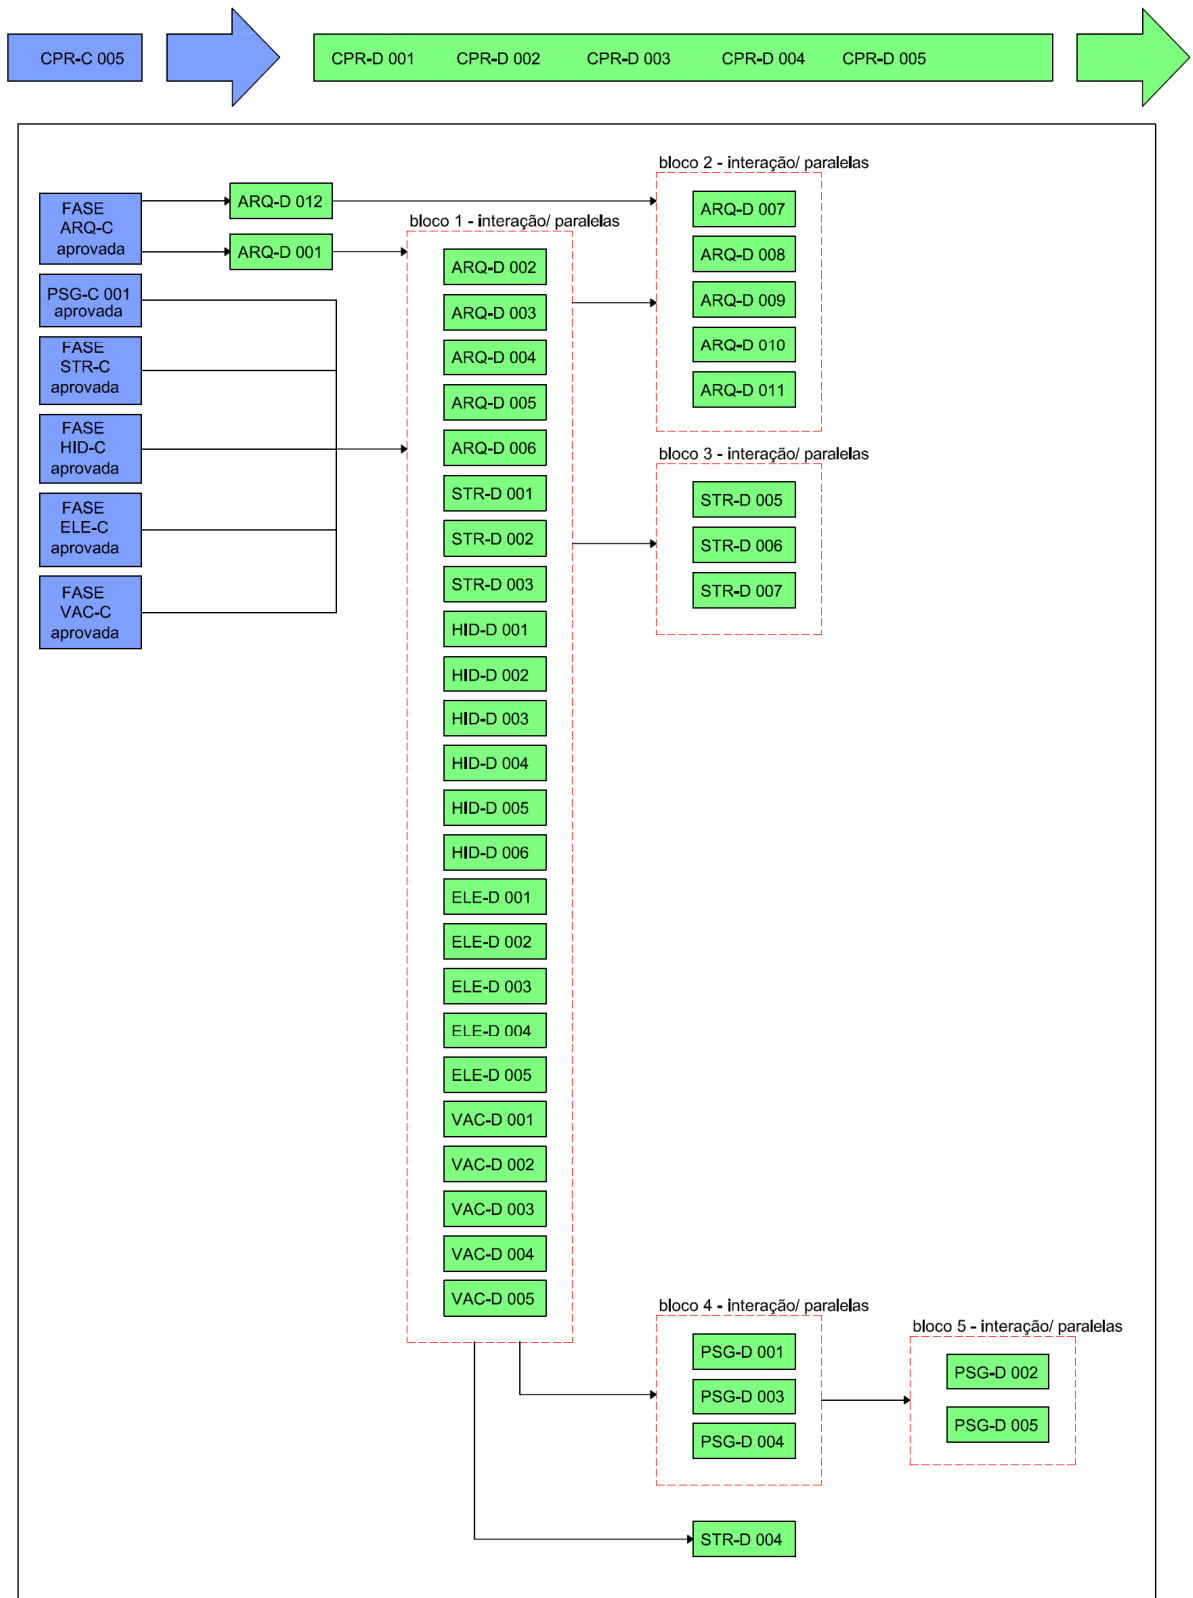 CPR-C 005
CPR-D 001 CPR-D 002 CPR-D 003 CPR-D 004 CPR-D 005
FASE
ARQ-C
aprovada
PSG-C 001
aprovada
FASE
STR-C
aprovada
FASE
HID-C
aprovada
FASE
ELE-C
aprovada
FASE
VAC-C
aprovada
ARQ-D 012
ARQ-D 001
bloco 1 - interação/ paralelas
ARQ-D 002
ARQ-D 003
ARQ-D 004
ARQ-D 005
ARQ-D 006
STR-D 001
STR-D 002
STR-D 003
HID-D 001
HID-D 002
HID-D 003
HID-D 004
HID-D 005
HID-D 006
ELE-D 001
ELE-D 002
ELE-D 003
ELE-D 004
ELE-D 005
VAC-D 001
VAC-D 002
VAC-D 003
VAC-D 004
VAC-D 005
bloco 2 - interação/ paralelas
ARQ-D 007
ARQ-D 008
ARQ-D 009
ARQ-D 010
ARQ-D 011
bloco 3 - interação/ paralelas
STR-D 005
STR-D 006
STR-D 007
bloco 4 - interação/ paralelas
PSG-D 001
PSG-D 003
PSG-D 004
bloco 5 - interação/ paralelas
PSG-D 002
PSG-D 005
STR-D 004